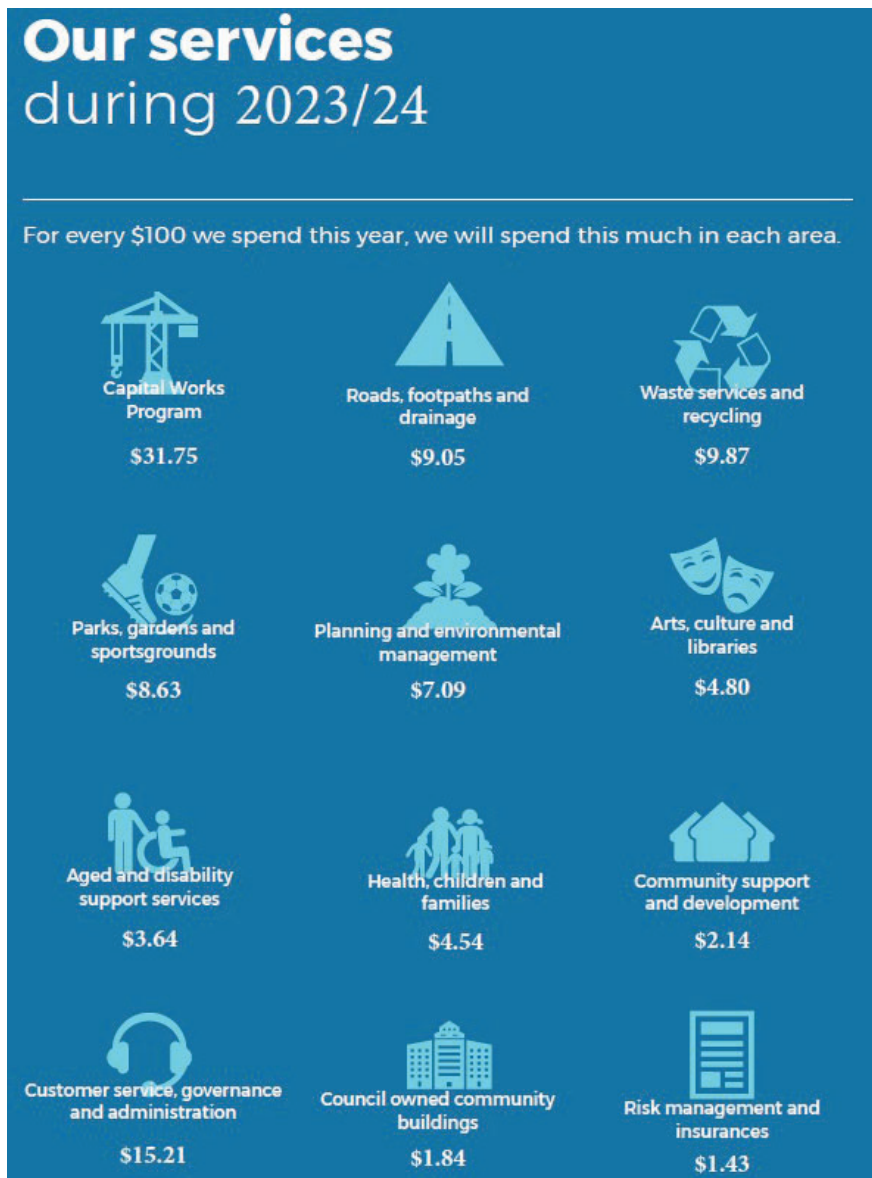 Our services
during 2023/24
For every $100 we spend this year, we will spend this much in each area.
Capital Works
Program
$31.75
Roads, footpaths and
drainage
$9.05
Waste services and
recycling
$9.87
Parks, gardens and
sportsgrounds
$8.63
Planning and environmental
management
$7.09
Arts, culture and
libraries
$4.80
Aged and disability
support services
$3.64
Health, children and
families
$4.54
Community support
and development
$2.14
Customer service, governance
and administration
$15.21
Council owned community
buildings
$1.84
Risk management and
insurances
$1.43